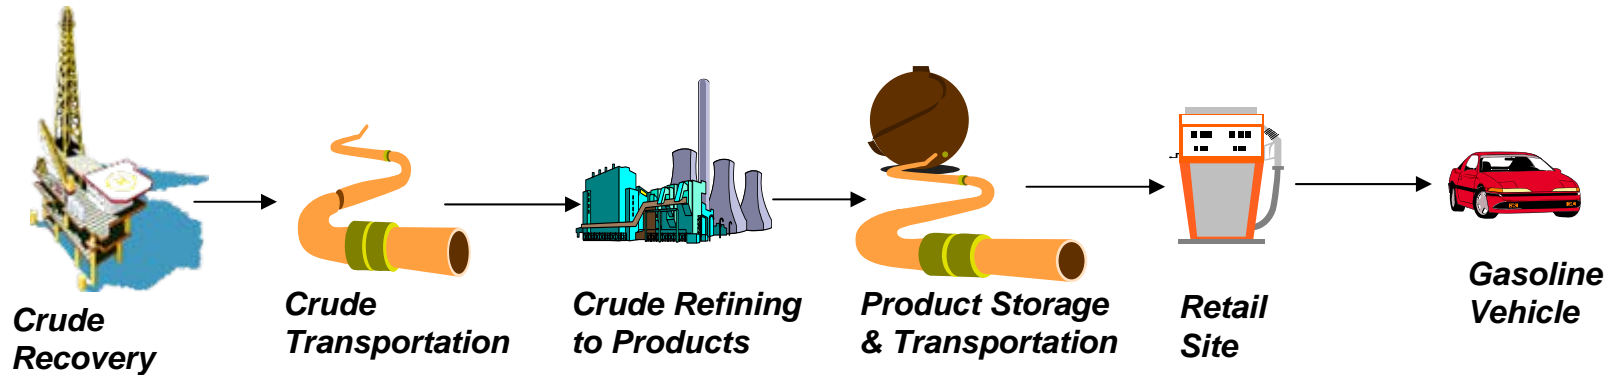 Crude
Recovery
Crude
Transportation
Crude Refining
to Products
Product Storage
& Transportation
Retail
Site
Gasoline
Vehicle